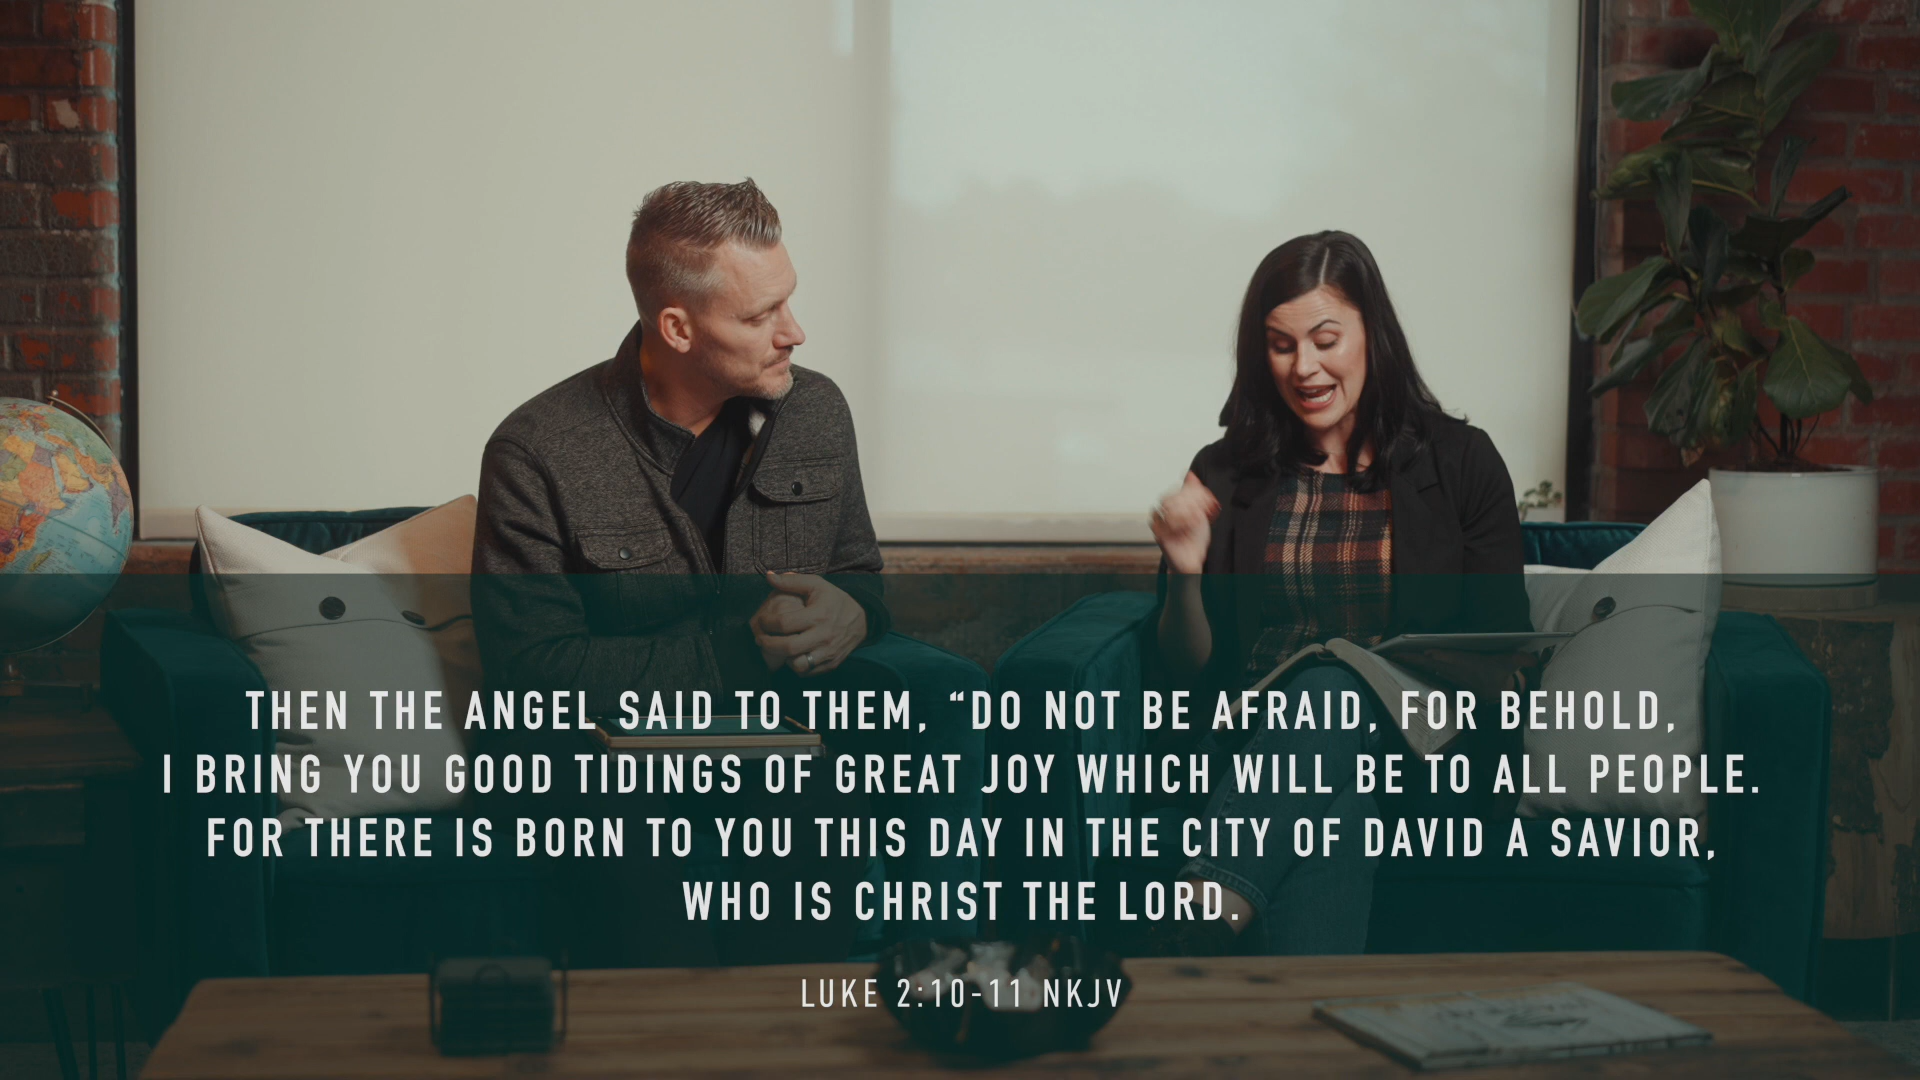 THEN THE ANGEL SAID TO THEM, “DO NOT BE AFRAID, FOR BEHOLD,
I BRING YOU GOOD TIDINGS OF GREAT JOY WHICH WILL BE TO ALL PEOPLE.
FOR THERE IS BORN TO YOU THIS DAY IN THE CITY OF DAVID A SAVIOR,
WHO IS CHRIST THE LORD.
LUKE 2:10-11 NKJV